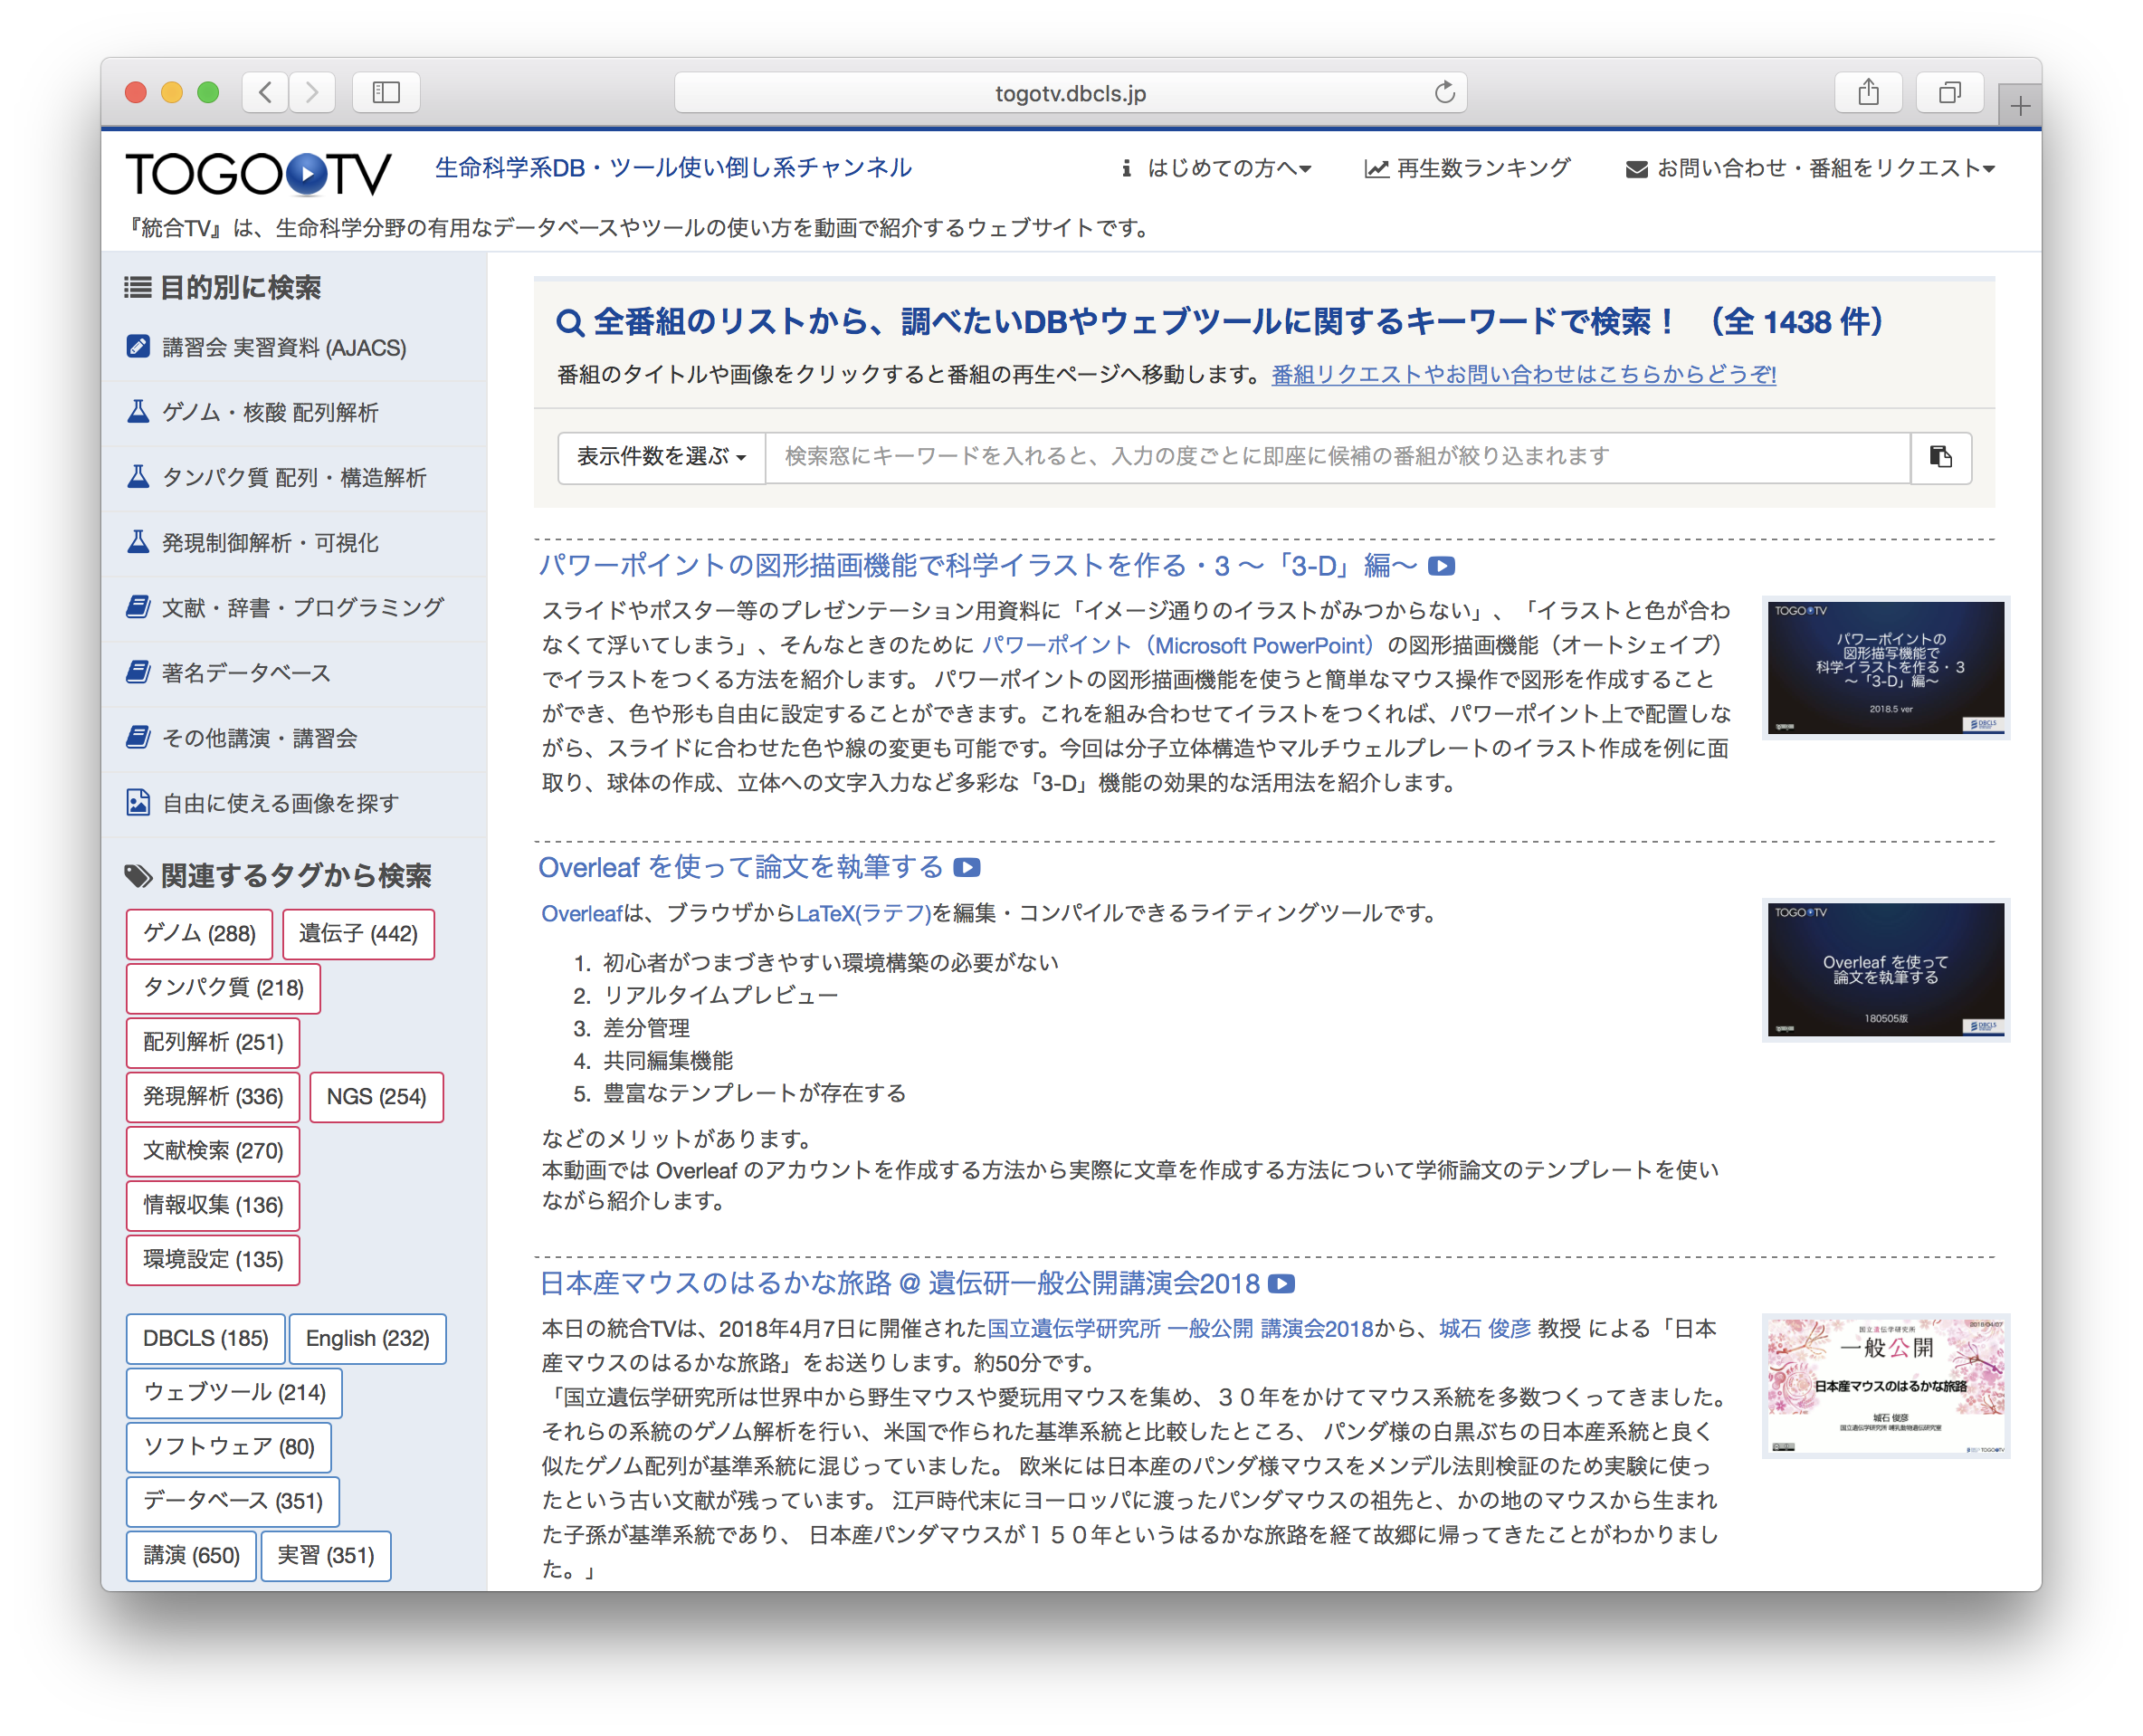 togotv.dbcls.jp
TOGO TV
生命科学系DB・ツール使い倒し系チャンネル
はじめての方へ
再生数ランキング
お問い合わせ・番組をリクエスト
『統合TV』は、生命科学分野の有用なデータベースやツールの使い方を動画で紹介するウェブサイトです。
目的別に検索
講習会 実習資料 (AJACS)
ゲノム・核酸 配列解析
タンパク質 配列・構造解析
発現制御解析・可視化
文献・辞書・プログラミング
著名データベース
その他講演・講習会
自由に使える画像を探す
関連するタグから検索
ゲノム (288)
遺伝子 (442)
タンパク質 (218)
配列解析 (251)
発現解析 (336)
NGS (254)
文献検索 (270)
情報収集 (136)
環境設定 (135)
DBCLS (185)
English (232)
ウェブツール (214)
ソフトウェア (80)
データベース (351)
講演 (650)
実習 (351)
全番組のリストから、調べたいDBやウェブツールに関するキーワードで検索！ （全 1438 件）
番組のタイトルや画像をクリックすると番組の再生ページへ移動します。番組リクエストやお問い合わせはこちらからどうぞ!
表示件数を選ぶ
検索窓にキーワードを入れると、入力の度ごとに即座に候補の番組が絞り込まれます
パワーポイントの図形描画機能で科学イラストを作る・3 〜「3-D」編〜
スライドやポスター等のプレゼンテーション用資料に「イメージ通りのイラストがみつからない」、「イラストと色が合わ
なくて浮いてしまう」、そんなときのために パワーポイント（Microsoft PowerPoint）の図形描画機能（オートシェイプ）
でイラストをつくる方法を紹介します。 パワーポイントの図形描画機能を使うと簡単なマウス操作で図形を作成すること
ができ、色や形も自由に設定することができます。これを組み合わせてイラストをつくれば、パワーポイント上で配置しな
がら、スライドに合わせた色や線の変更も可能です。今回は分子立体構造やマルチウェルプレートのイラスト作成を例に面
取り、球体の作成、立体への文字入力など多彩な「3-D」機能の効果的な活用法を紹介します。
TOGO TV
パワーポイントの
図形描写機能で
科学イラストを作る・３
〜「3-D」編〜
2018.5 ver
DBCLS
Overleaf を使って論文を執筆する
Overleafは、ブラウザからLaTeX(ラテフ)を編集・コンパイルできるライティングツールです。
1. 初心者がつまづきやすい環境構築の必要がない
2. リアルタイムプレビュー
3. 差分管理
4. 共同編集機能
5. 豊富なテンプレートが存在する
などのメリットがあります。
本動画では Overleaf のアカウントを作成する方法から実際に文章を作成する方法について学術論文のテンプレートを使い
ながら紹介します。
TOGO TV
Overleaf を使って
論文を執筆する
180505版
DBCLS
日本産マウスのはるかな旅路 @ 遺伝研一般公開講演会2018
本日の統合TVは、2018年4月7日に開催された国立遺伝学研究所 一般公開 講演会2018から、城石 俊彦 教授 による「日本
産マウスのはるかな旅路」をお送りします。約50分です。
「国立遺伝学研究所は世界中から野生マウスや愛玩用マウスを集め、３０年をかけてマウス系統を多数つくってきました。
それらの系統のゲノム解析を行い、米国で作られた基準系統と比較したところ、 パンダ様の白黒ぶちの日本産系統と良く
似たゲノム配列が基準系統に混じっていました。 欧米には日本産のパンダ様マウスをメンデル法則検証のため実験に使っ
たという古い文献が残っています。 江戸時代末にヨーロッパに渡ったパンダマウスの祖先と、かの地のマウスから生まれ
た子孫が基準系統であり、 日本産パンダマウスが１５０年というはるかな旅路を経て故郷に帰ってきたことがわかりまし
た。」
2018/04/07
国立遺伝学研究所
一般公開
日本産マウスのはるかな旅路
城石 俊彦
国立遺伝学研究所 哺乳動物遺伝研究室
TOGO TV